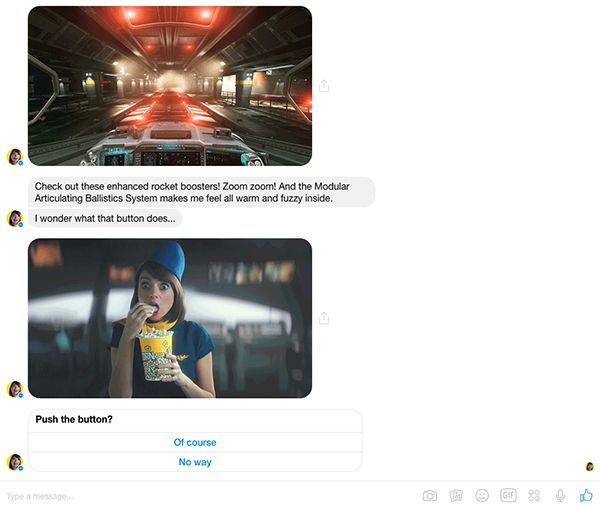 Check out these enhanced rocket boosters! Zoom zoom! And the Modular
Articulating Ballistics System makes me feel all warm and fuzzy inside.
I wonder what that button does...
Push the button?
Of course
No way
Type a message...
GIF